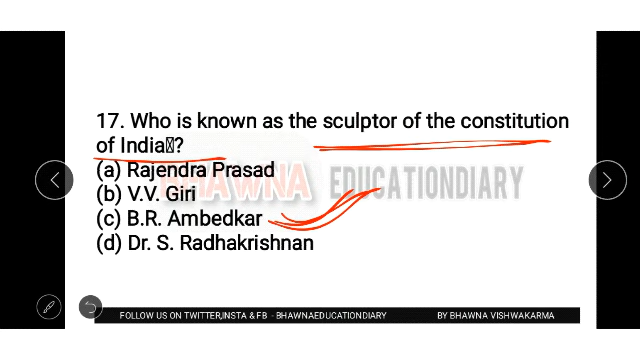 17. Who is known as the sculptor of the constitution
of India?
(a) Rajendra Prasad
BHAWNA EDUCATIONDIARY
(b) V.V. Giri
(c) B.R. Ambedkar
(d) Dr. S. Radhakrishnan
FOLLOW US ON TWITTER,INSTA & FB - BHAWNAEDUCATIONDIARY BY BHAWNA VISHWAKARMA